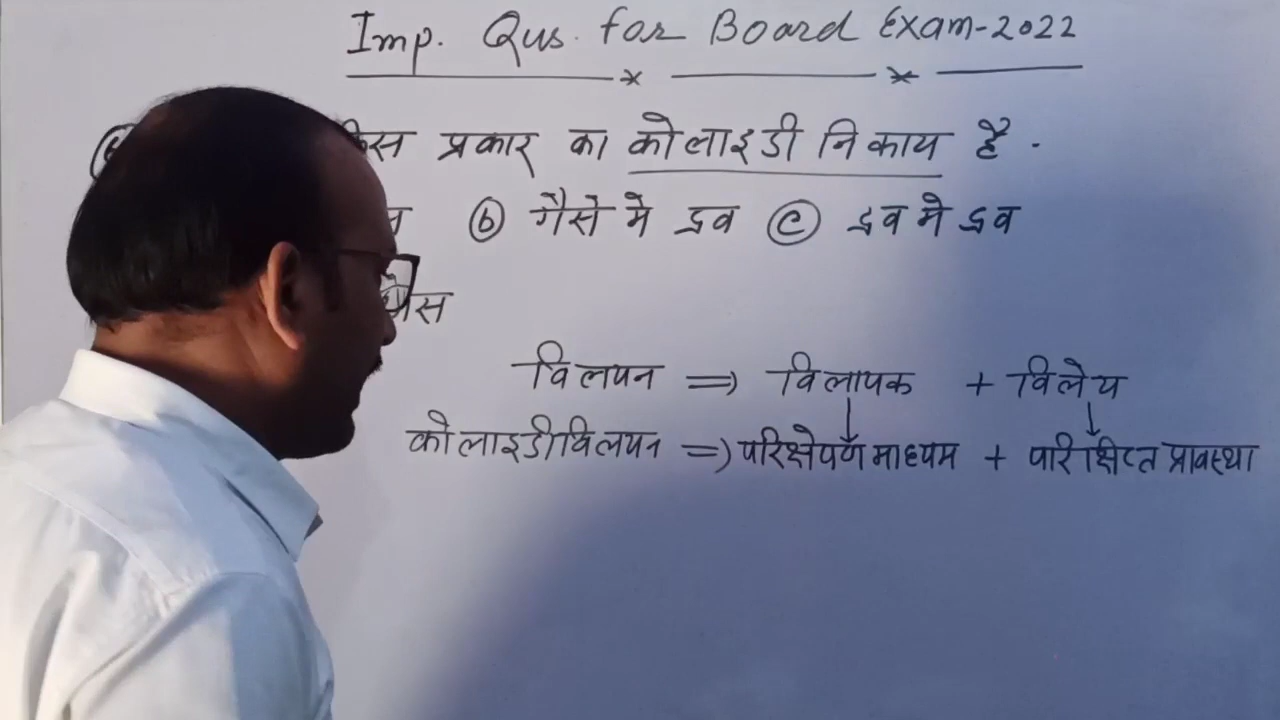 Imp. Qus. for Board Exam-2022
किस प्रकार का कोलाइडी निकाय है .
ⓑ गैसे मे द्रव ⓒ द्रव मे द्रव
विलयन => विलायक + विलेय
कोलाइडी विलयन => परिक्षेपण माध्यम + परिक्षिप्त प्रावस्था